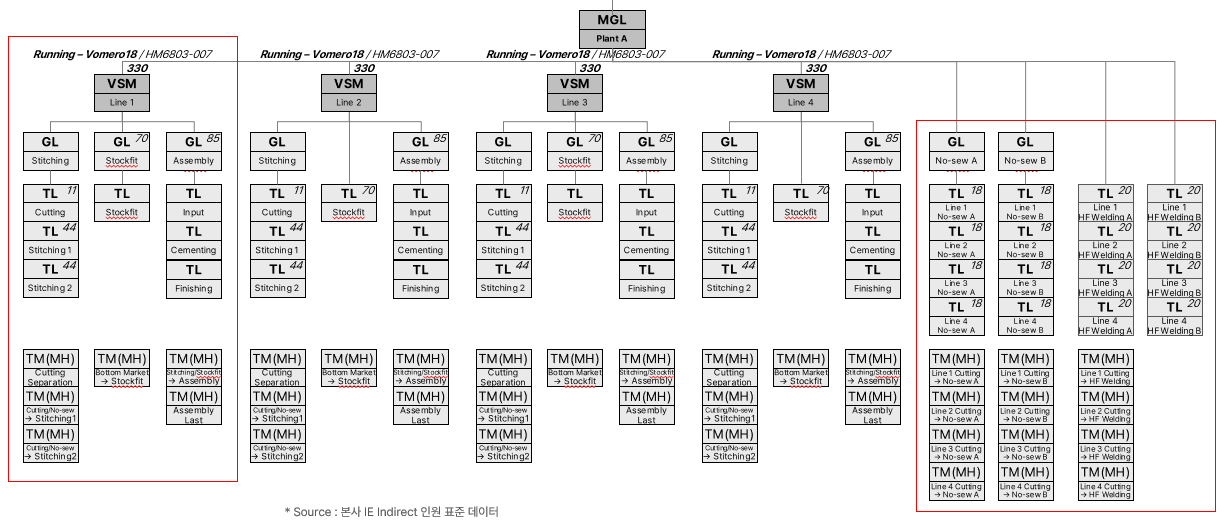 MGL
Plant A
Running – Vomero18 / HM6803-007
330
VSM
Line 1
GL
Stitching
GL 70
Stockfit
GL 85
Assembly
TL 11
Cutting
TL 44
Stitching 1
TL 44
Stitching 2
TL
Stockfit
TL
Input
TL
Cementing
TL
Finishing
TM(MH)
Cutting
Separation
TM(MH)
Cutting/No-sew
→ Stitching1
TM(MH)
Cutting/No-sew
→ Stitching2
TM(MH)
Bottom Market
→ Stockfit
TM(MH)
Stitching/Stockfit
→ Assembly
TM(MH)
Assembly
Last
Running – Vomero18 / HM6803-007
330
VSM
Line 2
GL
Stitching
GL 85
Assembly
TL 11
Cutting
TL 44
Stitching 1
TL 44
Stitching 2
TL 70
Stockfit
TL
Input
TL
Cementing
TL
Finishing
TM(MH)
Cutting
Separation
TM(MH)
Cutting/No-sew
→ Stitching1
TM(MH)
Cutting/No-sew
→ Stitching2
TM(MH)
Bottom Market
→ Stockfit
TM(MH)
Stitching/Stockfit
→ Assembly
TM(MH)
Assembly
Last
Running – Vomero18 / HM6803-007
330
VSM
Line 3
GL
Stitching
GL 70
Stockfit
GL 85
Assembly
TL 11
Cutting
TL 44
Stitching 1
TL 44
Stitching 2
TL
Stockfit
TL
Input
TL
Cementing
TL
Finishing
TM(MH)
Cutting
Separation
TM(MH)
Cutting/No-sew
→ Stitching1
TM(MH)
Cutting/No-sew
→ Stitching2
TM(MH)
Bottom Market
→ Stockfit
TM(MH)
Stitching/Stockfit
→ Assembly
TM(MH)
Assembly
Last
Running – Vomero18 / HM6803-007
330
VSM
Line 4
GL
Stitching
GL 85
Assembly
TL 11
Cutting
TL 44
Stitching 1
TL 44
Stitching 2
TL 70
Stockfit
TL
Input
TL
Cementing
TL
Finishing
TM(MH)
Cutting
Separation
TM(MH)
Cutting/No-sew
→ Stitching1
TM(MH)
Cutting/No-sew
→ Stitching2
TM(MH)
Bottom Market
→ Stockfit
TM(MH)
Stitching/Stockfit
→ Assembly
TM(MH)
Assembly
Last
GL
No-sew A
TL 18
Line 1
No-sew A
TL 18
Line 2
No-sew A
TL 18
Line 3
No-sew A
TL 18
Line 4
No-sew A
TM(MH)
Line1 Cutting
→ No-sew A
TM(MH)
Line 2 Cutting
→ No-sew A
TM(MH)
Line 3 Cutting
→ No-sew A
TM(MH)
Line 4 Cutting
→ No-sew A
GL
No-sew B
TL 18
Line 1
No-sew B
TL 18
Line 2
No-sew B
TL 18
Line 3
No-sew B
TL 18
Line 4
No-sew B
TM(MH)
Line1 Cutting
→ No-sew B
TM(MH)
Line 2 Cutting
→ No-sew B
TM(MH)
Line 3 Cutting
→ No-sew B
TM(MH)
Line 4 Cutting
→ No-sew B
TL 20
Line 1
HF Welding A
TL 20
Line 2
HF Welding A
TL 20
Line 3
HF Welding A
TL 20
Line 4
HF Welding A
TM(MH)
Line 1 Cutting
→ HF Welding
TM(MH)
Line 2 Cutting
→ HF Welding
TM(MH)
Line 3 Cutting
→ HF Welding
TM(MH)
Line 4 Cutting
→ HF Welding
TL 20
Line 1
HF Welding B
TL 20
Line 2
HF Welding B
TL 20
Line 3
HF Welding B
TL 20
Line 4
HF Welding B
* Source : 본사 IE Indirect 인원 표준 데이터